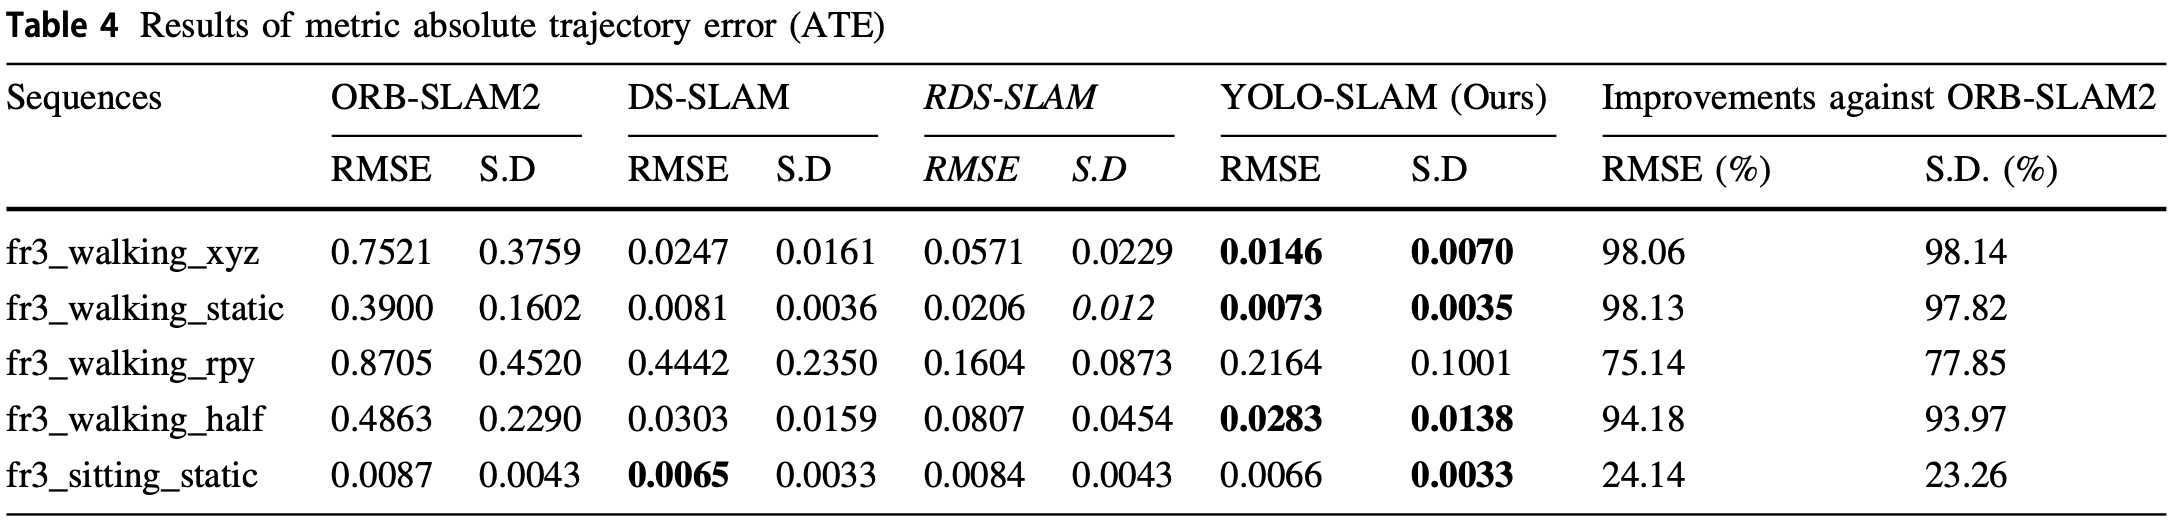 Table 4 Results of metric absolute trajectory error (ATE)
Sequences ORB-SLAM2 DS-SLAM RDS-SLAM YOLO-SLAM (Ours) Improvements against ORB-SLAM2
RMSE S.D RMSE S.D RMSE S.D RMSE S.D RMSE (%) S.D. (%)
fr3_walking_xyz 0.7521 0.3759 0.0247 0.0161 0.0571 0.0229 0.0146 0.0070 98.06 98.14
fr3_walking_static 0.3900 0.1602 0.0081 0.0036 0.0206 0.012 0.0073 0.0035 98.13 97.82
fr3_walking_rpy 0.8705 0.4520 0.4442 0.2350 0.1604 0.0873 0.2164 0.1001 75.14 77.85
fr3_walking_half 0.4863 0.2290 0.0303 0.0159 0.0807 0.0454 0.0283 0.0138 94.18 93.97
fr3_sitting_static 0.0087 0.0043 0.0065 0.0033 0.0084 0.0043 0.0066 0.0033 24.14 23.26